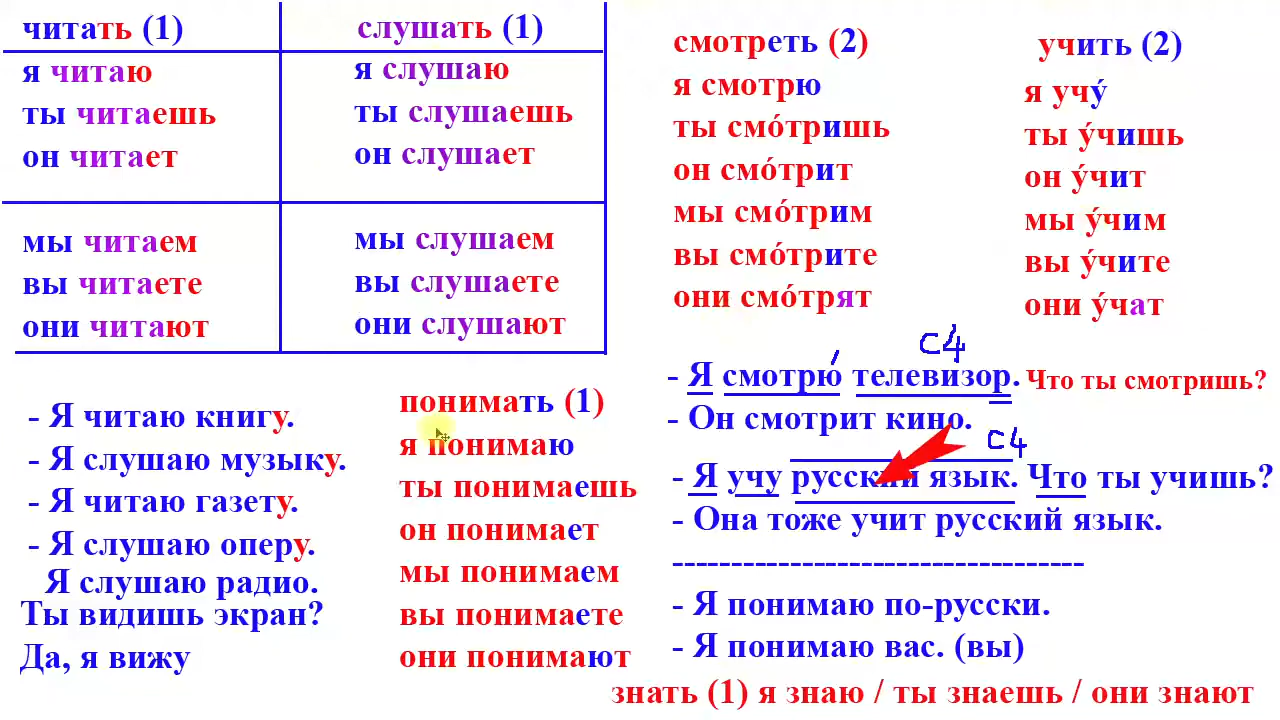 читать (1)
я читаю
ты читаешь
он читает
мы читаем
вы читаете
они читают
слушать (1)
я слушаю
ты слушаешь
он слушает
мы слушаем
вы слушаете
они слушают
смотреть (2)
я смотрю
ты смо́тришь
он смо́трит
мы смо́трим
вы смо́трите
они смо́трят
учить (2)
я учу́
ты у́чишь
он у́чит
мы у́чим
вы у́чите
они у́чат
- Я читаю книгу.
- Я слушаю музыку.
- Я читаю газету.
- Я слушаю оперу.
Я слушаю радио.
Ты видишь экран?
Да, я вижу
понимать (1)
я понимаю
ты понимаешь
он понимает
мы понимаем
вы понимаете
они понимают
С4
- Я смотрю́ телевизор. Что ты смотришь?
- Он смотрит кино.
С4
- Я учу русский язык. Что ты учишь?
- Она тоже учит русский язык.
------------------------------------
- Я понимаю по-русски.
- Я понимаю вас. (вы)
знать (1) я знаю / ты знаешь / они знают